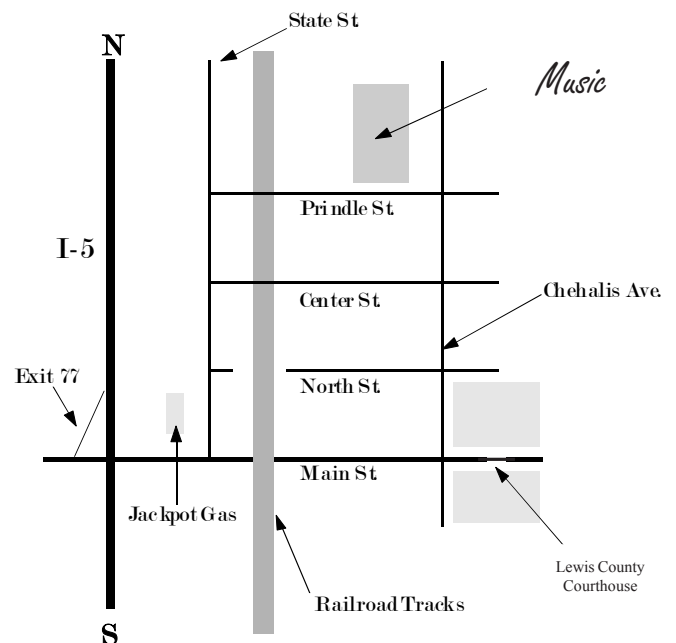 State St.
N
Music
Prindle St.
I-5
Center St.
Chehalis Ave.
Exit 77
North St.
Main St.
Jackpot Gas
Lewis County
Courthouse
Railroad Tracks
S